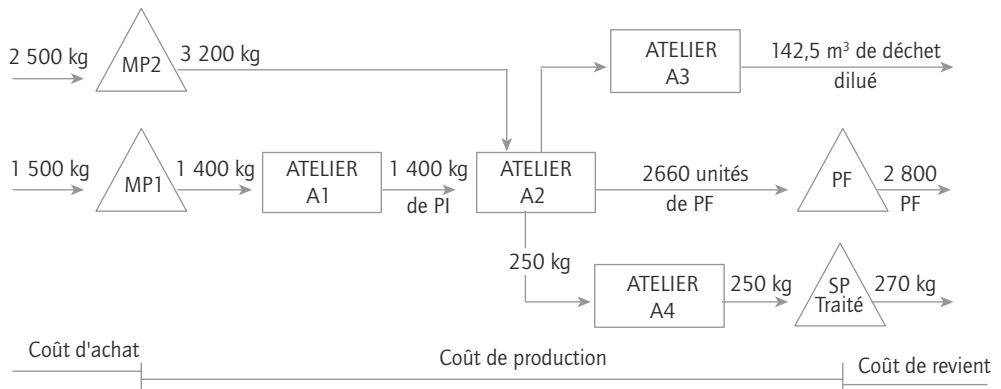 2 500 kg
MP2
3 200 kg
ATELIER
A3
142,5 m³ de déchet
dilué
1 500 kg
MP1
1 400 kg
ATELIER
A1
1 400 kg
de PI
ATELIER
A2
2660 unités
de PF
PF
2 800
PF
250 kg
ATELIER
A4
250 kg
SP
Traité
270 kg
Coût d'achat
Coût de production
Coût de revient